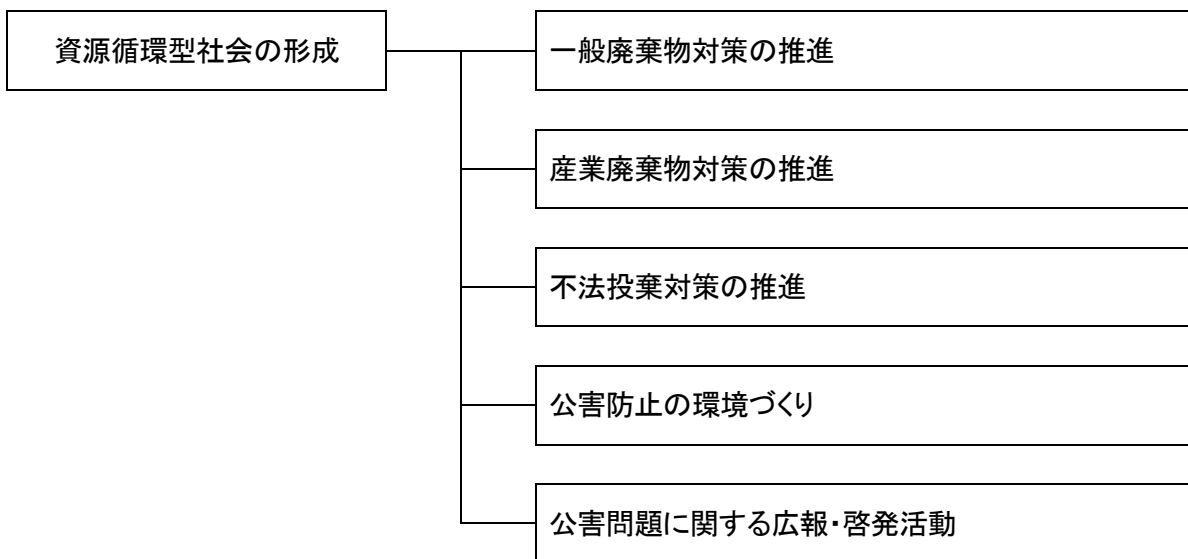 資源循環型社会の形成
一般廃棄物対策の推進
産業廃棄物対策の推進
不法投棄対策の推進
公害防止の環境づくり
公害問題に関する広報・啓発活動